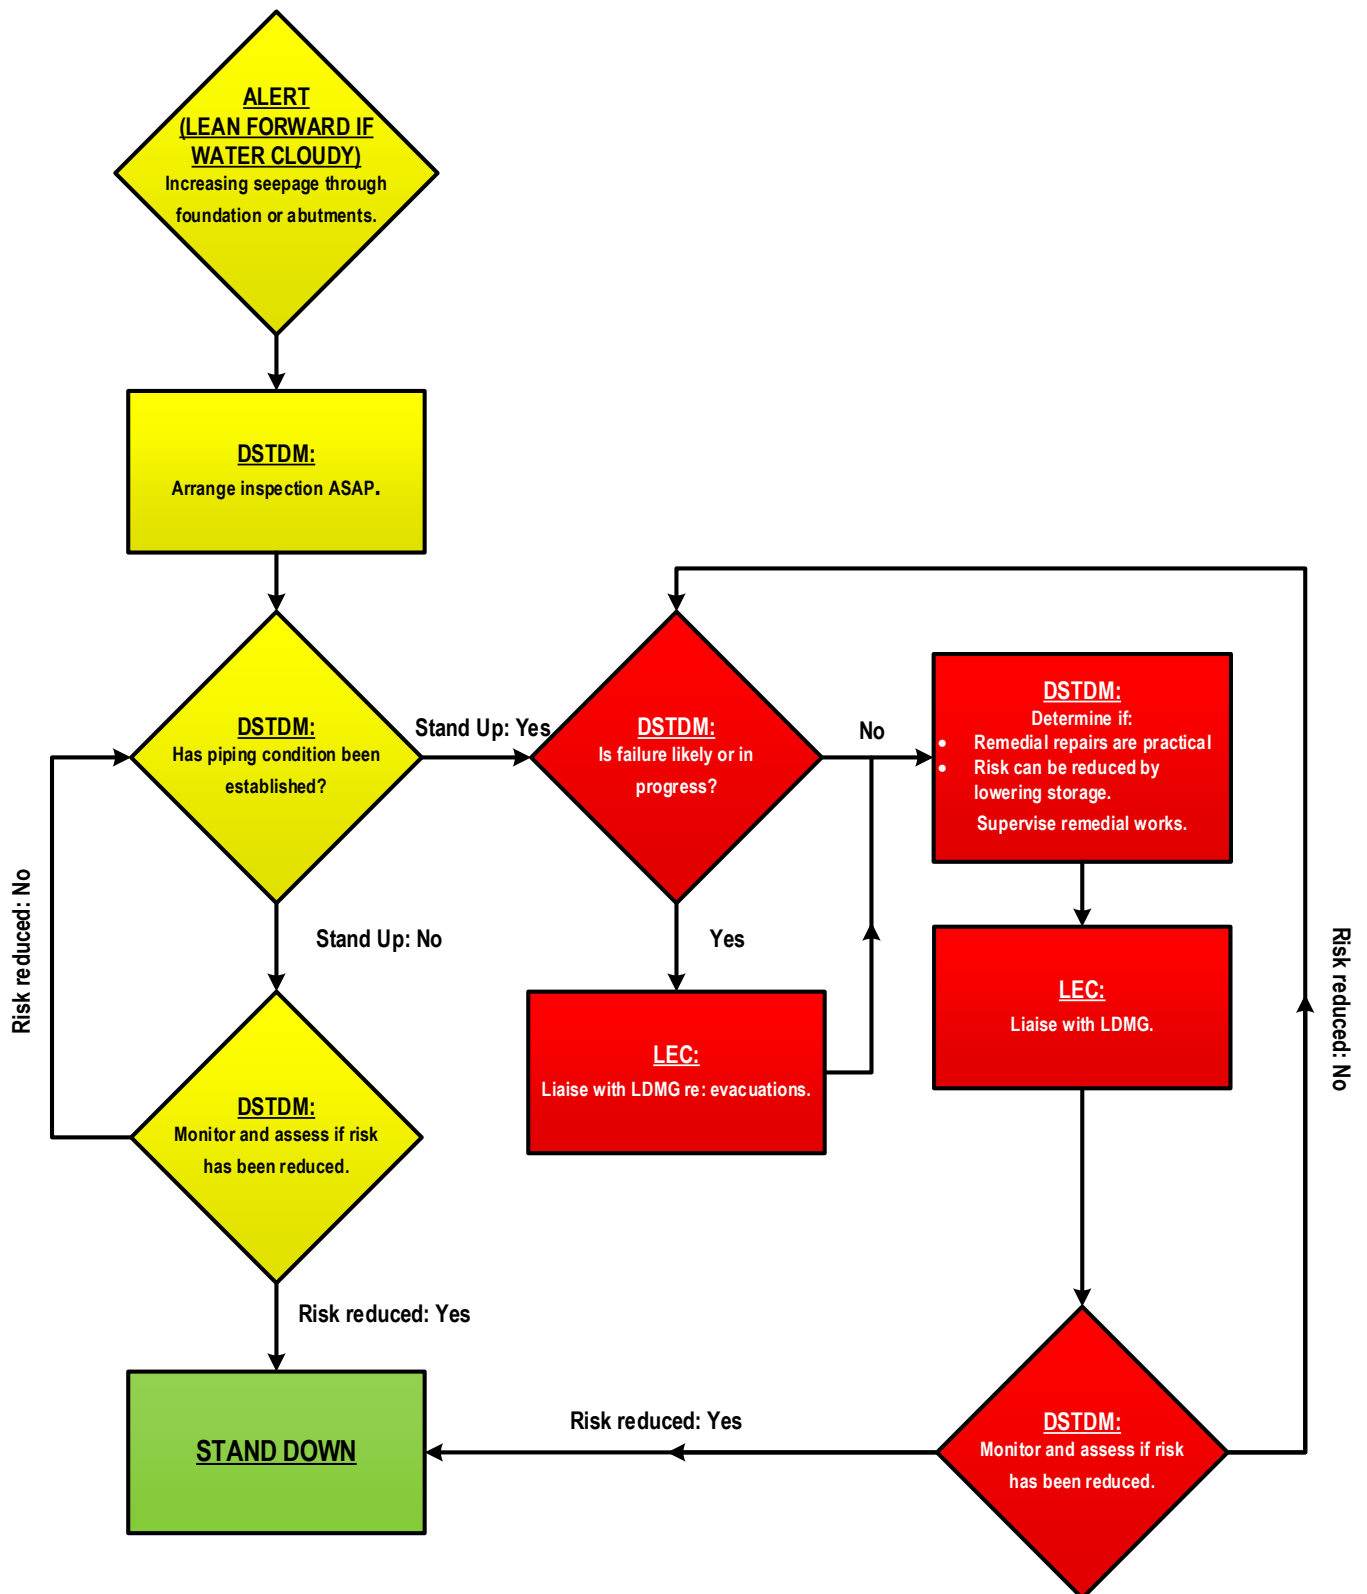 ALERT
(LEAN FORWARD IF
WATER CLOUDY)
Increasing seepage through
foundation or abutments.
DSTDM:
Arrange inspection ASAP.
DSTDM:
Has piping condition been
established?
Stand Up: Yes
DSTDM:
Is failure likely or in
progress?
No
DSTDM:
Determine if:
• Remedial repairs are practical
• Risk can be reduced by
lowering storage.
Supervise remedial works.
Risk reduced: No
Stand Up: No
Yes
LEC:
Liaise with LDMG re: evacuations.
LEC:
Liaise with LDMG.
Risk reduced: No
DSTDM:
Monitor and assess if risk
has been reduced.
Risk reduced: Yes
STAND DOWN
Risk reduced: Yes
DSTDM:
Monitor and assess if risk
has been reduced.